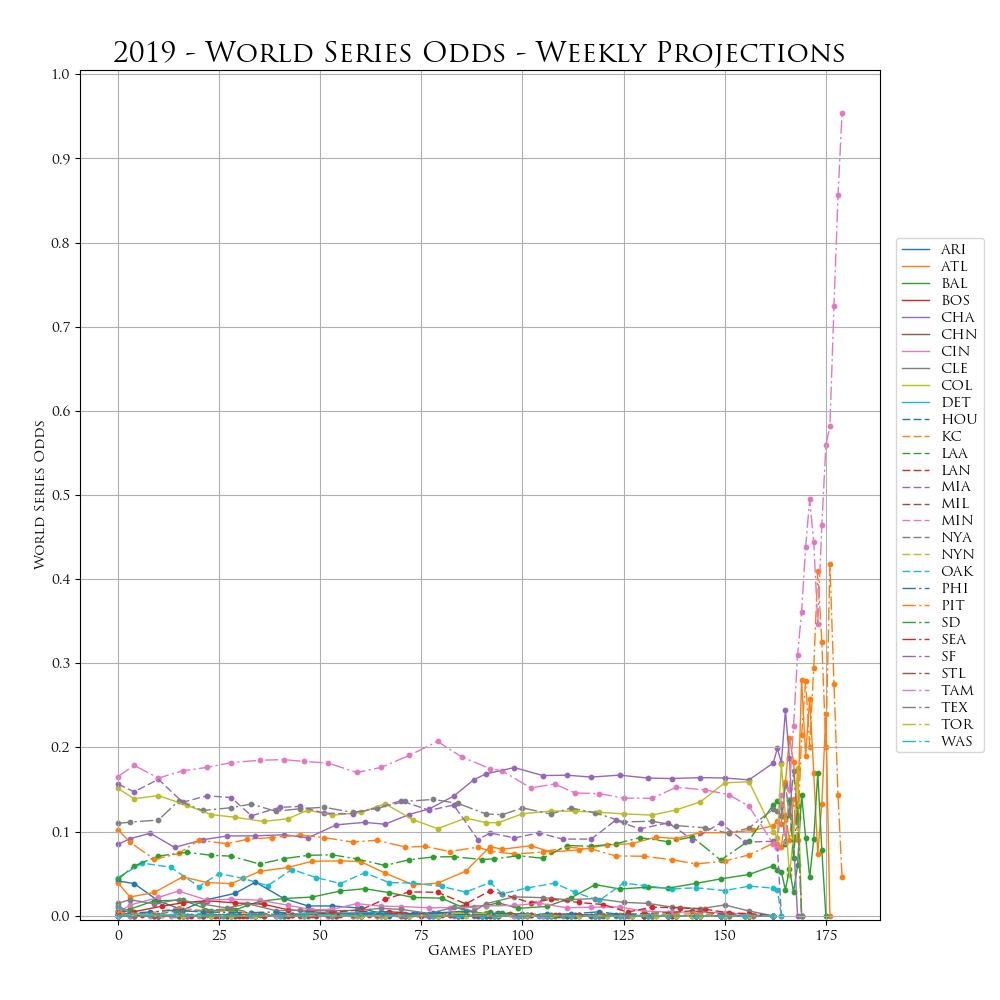 2019 - World Series Odds - Weekly Projections
1.0
0.9
0.8
0.7
0.6
0.5
0.4
0.3
0.2
0.1
0.0
World Series Odds
0 25 50 75 100 125 150 175
Games Played
ARI
ATL
BAL
BOS
CHA
CHN
CIN
CLE
COL
DET
HOU
KC
LAA
LAN
MIA
MIL
MIN
NYA
NYN
OAK
PHI
PIT
SD
SEA
SF
STL
TAM
TEX
TOR
WAS